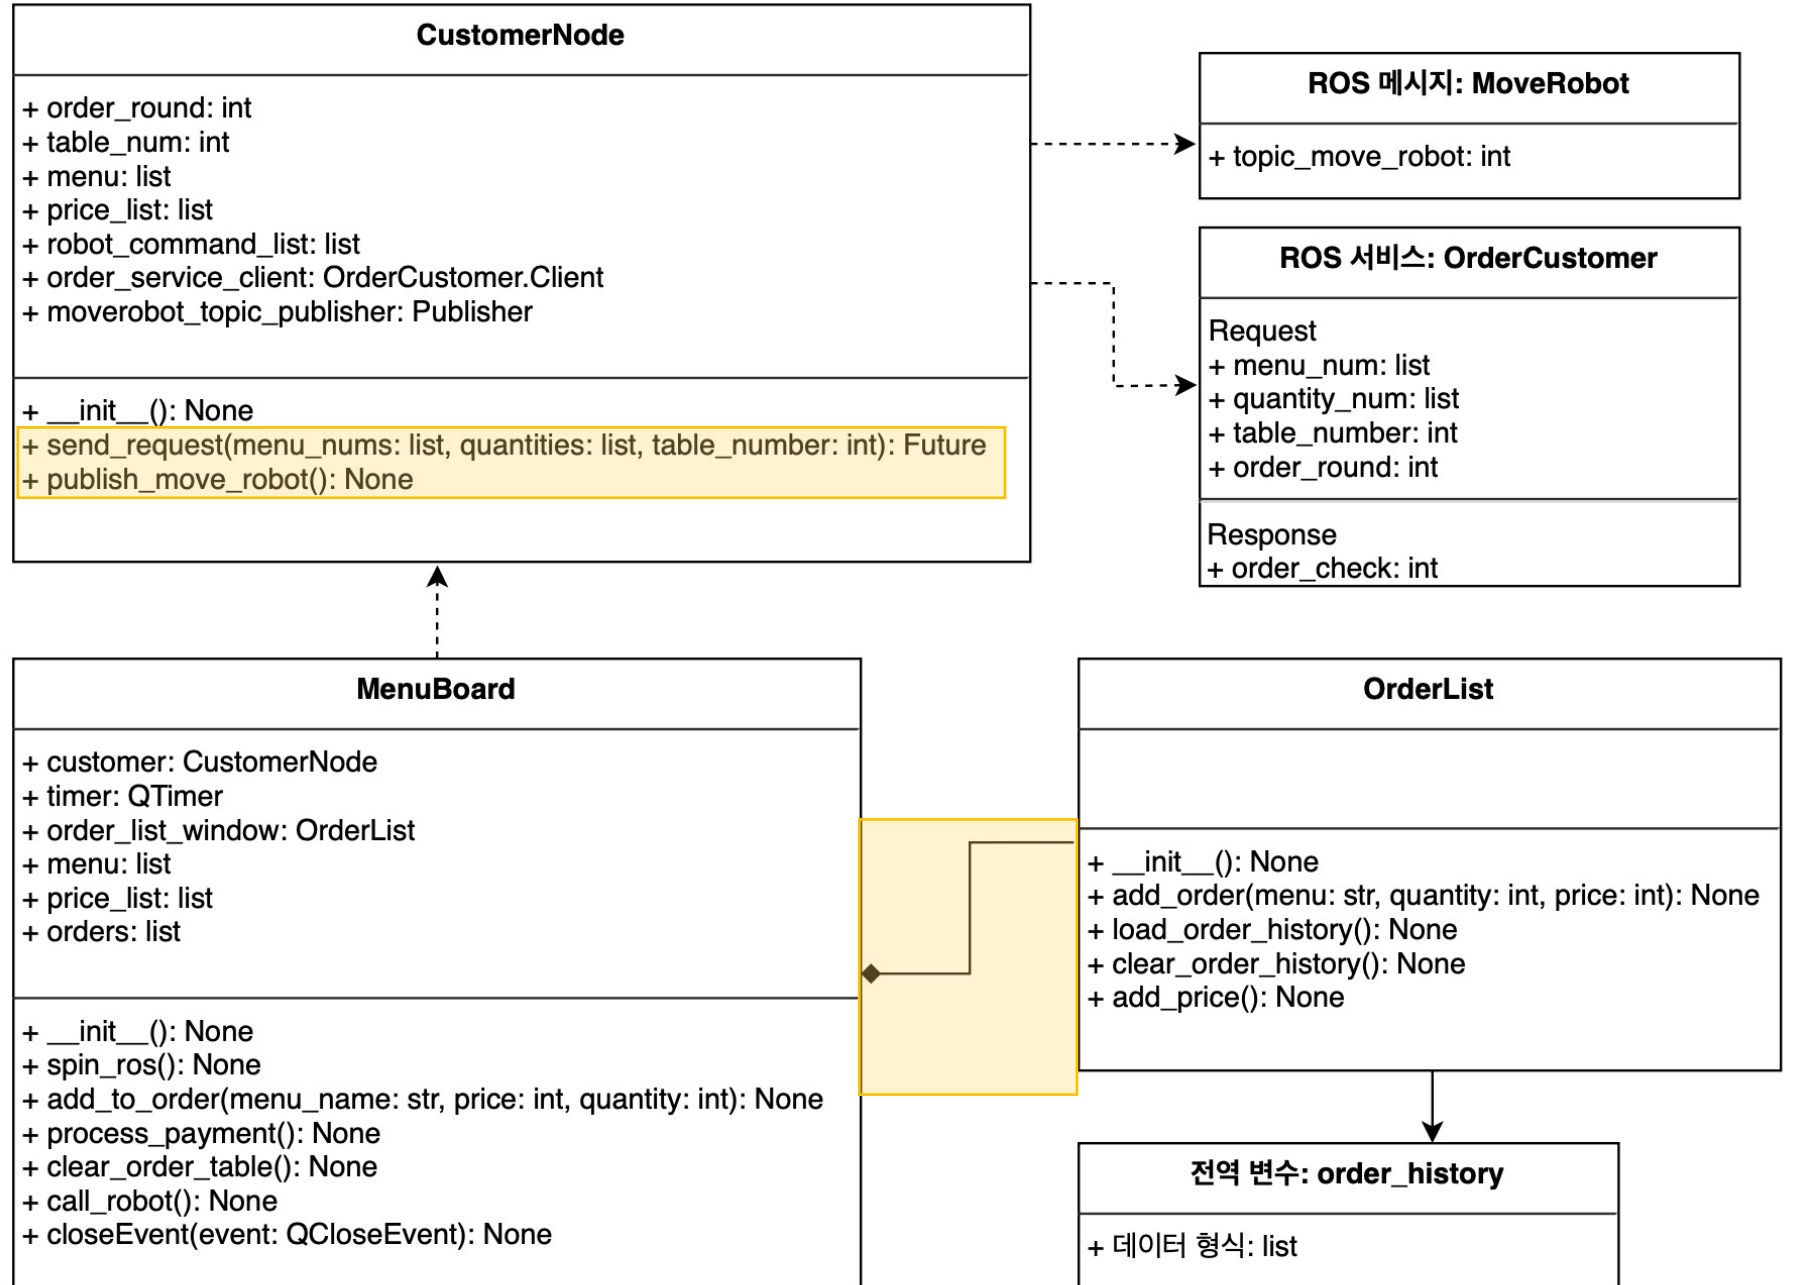 CustomerNode
+ order_round: int
+ table_num: int
+ menu: list
+ price_list: list
+ robot_command_list: list
+ order_service_client: OrderCustomer.Client
+ moverobot_topic_publisher: Publisher
+ __init__(): None
+ send_request(menu_nums: list, quantities: list, table_number: int): Future
+ publish_move_robot(): None
ROS 메시지: MoveRobot
+ topic_move_robot: int
ROS 서비스: OrderCustomer
Request
+ menu_num: list
+ quantity_num: list
+ table_number: int
+ order_round: int
Response
+ order_check: int
MenuBoard
+ customer: CustomerNode
+ timer: QTimer
+ order_list_window: OrderList
+ menu: list
+ price_list: list
+ orders: list
+ __init__(): None
+ spin_ros(): None
+ add_to_order(menu_name: str, price: int, quantity: int): None
+ process_payment(): None
+ clear_order_table(): None
+ call_robot(): None
+ closeEvent(event: QCloseEvent): None
OrderList
+ __init__(): None
+ add_order(menu: str, quantity: int, price: int): None
+ load_order_history(): None
+ clear_order_history(): None
+ add_price(): None
전역 변수: order_history
+ 데이터 형식: list